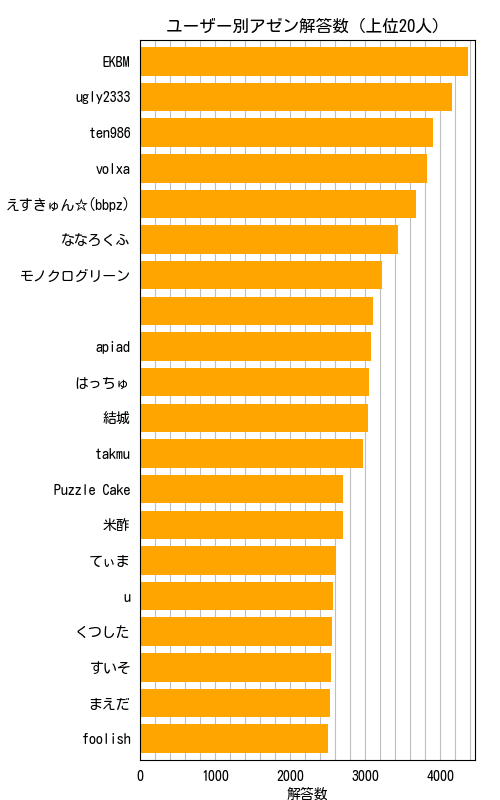 ユーザー別アゼン解答数 (上位20人)
EKBM
ugly2333
ten986
volxa
えすきゅん☆(bbpz)
ななろくふ
モノクログリーン
apiad
はっちゅ
結城
takmu
Puzzle Cake
米酢
てぃま
u
くつした
すいそ
まえだ
foolish
0 1000 2000 3000 4000
解答数